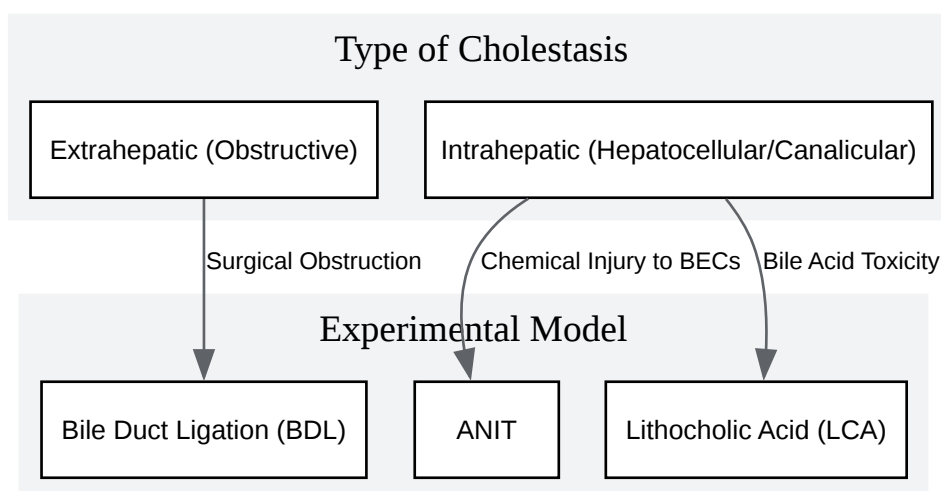 Type of Cholestasis
Extrahepatic (Obstructive)
Intrahepatic (Hepatocellular/Canalicular)
Surgical Obstruction
Chemical Injury to BECs
Bile Acid Toxicity
Experimental Model
Bile Duct Ligation (BDL)
ANIT
Lithocholic Acid (LCA)